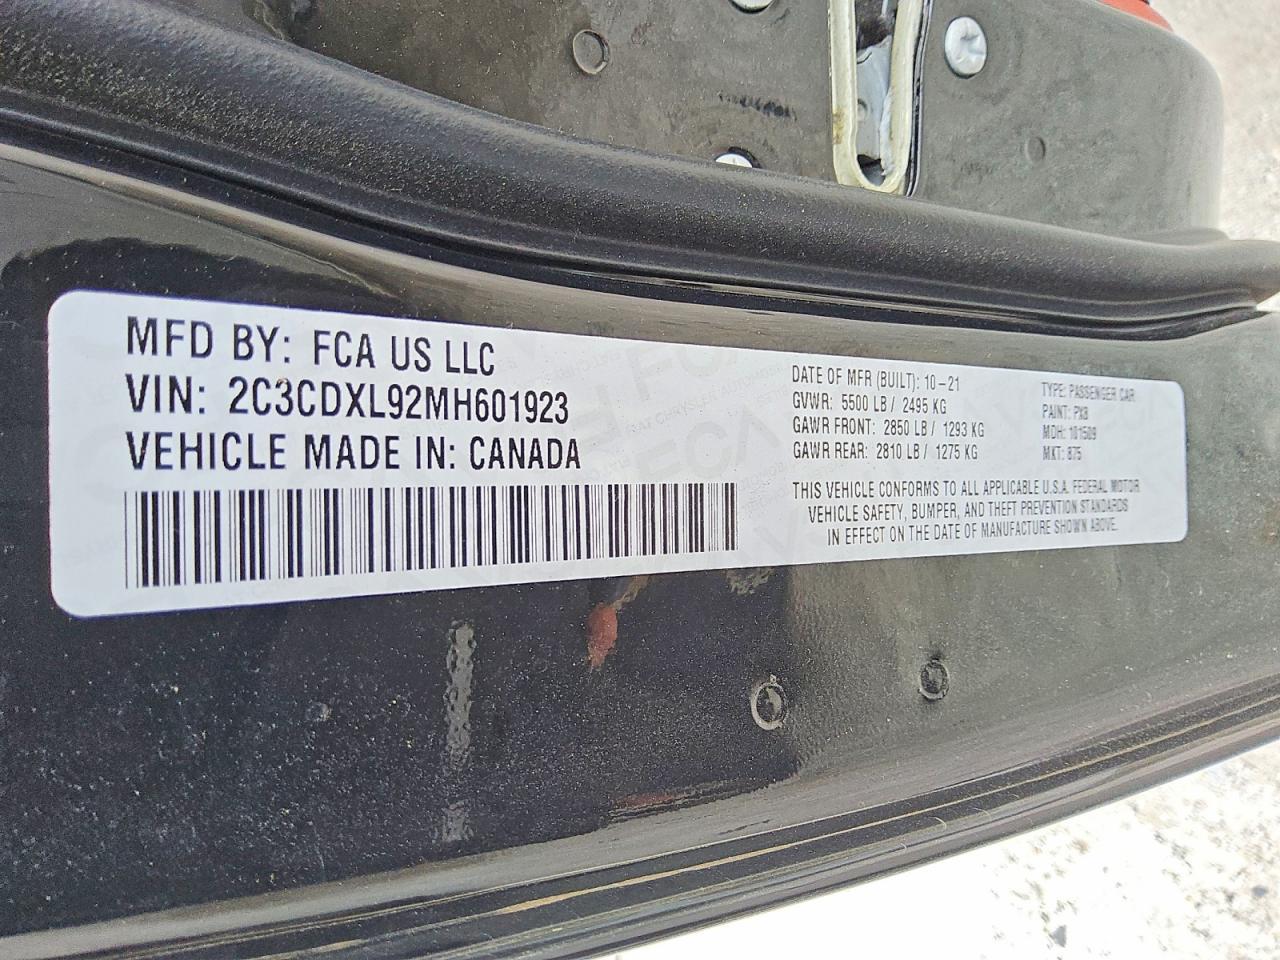 MFD BY: FCA US LLC
VIN: 2C3CDXL92MH601923
VEHICLE MADE IN: CANADA
DATE OF MFR (BUILT): 10-21
GVWR: 5500 LB / 2495 KG
GAWR FRONT: 2850 LB / 1293 KG
GAWR REAR: 2810 LB / 1275 KG
TYPE: PASSENGER CAR
PAINT: PX8
MDH: 101509
MKT: 875
THIS VEHICLE CONFORMS TO ALL APPLICABLE U.S.A. FEDERAL MOTOR
VEHICLE SAFETY, BUMPER, AND THEFT PREVENTION STANDARDS
IN EFFECT ON THE DATE OF MANUFACTURE SHOWN ABOVE.